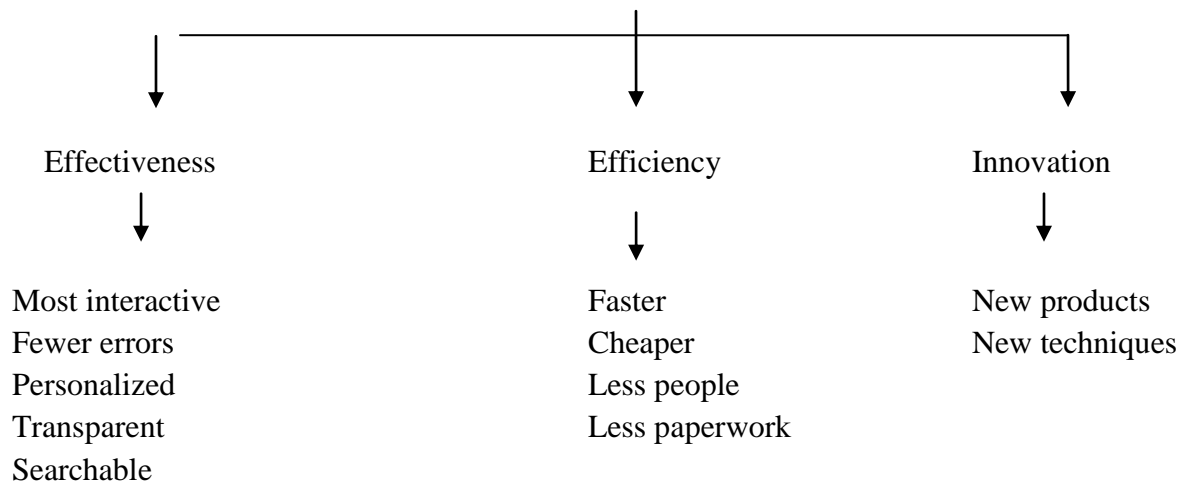 Effectiveness
Efficiency
Innovation
Most interactive
Fewer errors
Personalized
Transparent
Searchable
Faster
Cheaper
Less people
Less paperwork
New products
New techniques